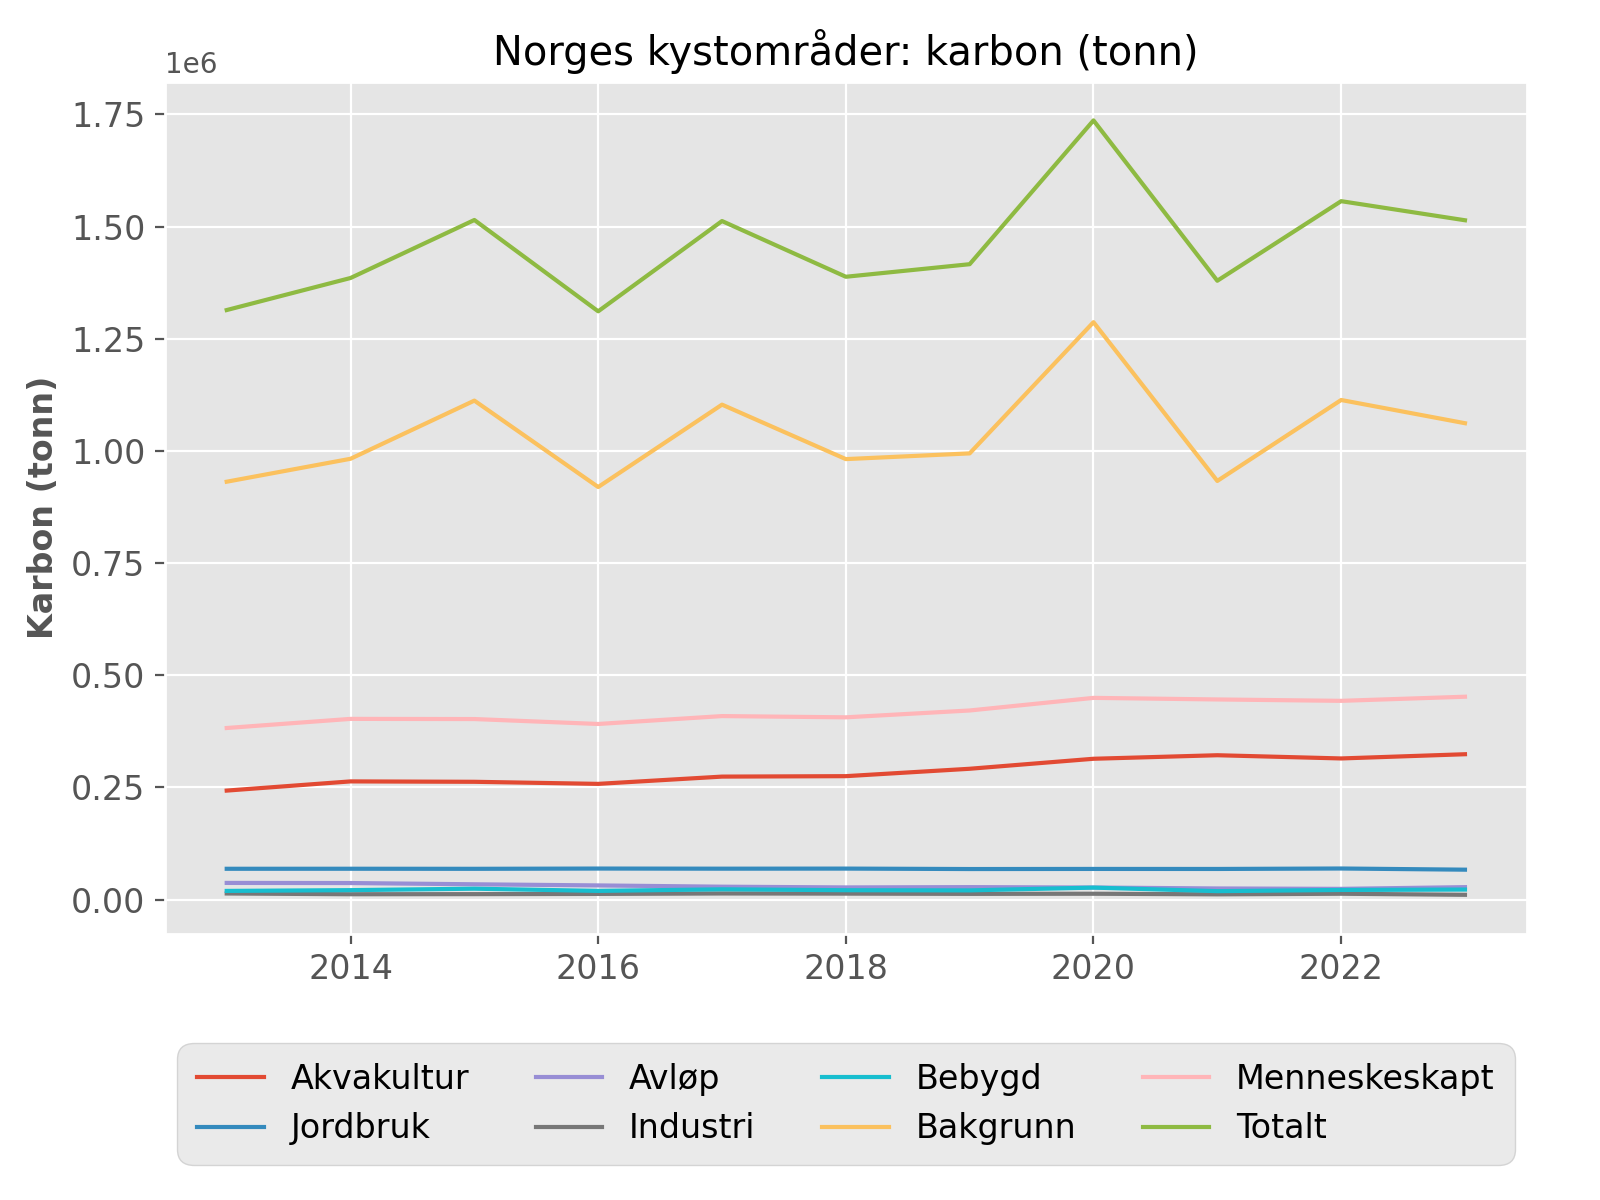 Norges kystområder: karbon (tonn)
1e6
1.75
1.50
1.25
1.00
0.75
0.50
0.25
0.00
Karbon (tonn)
2014 2016 2018 2020 2022
Akvakultur Avløp Bebygd Menneskeskapt
Jordbruk Industri Bakgrunn Totalt